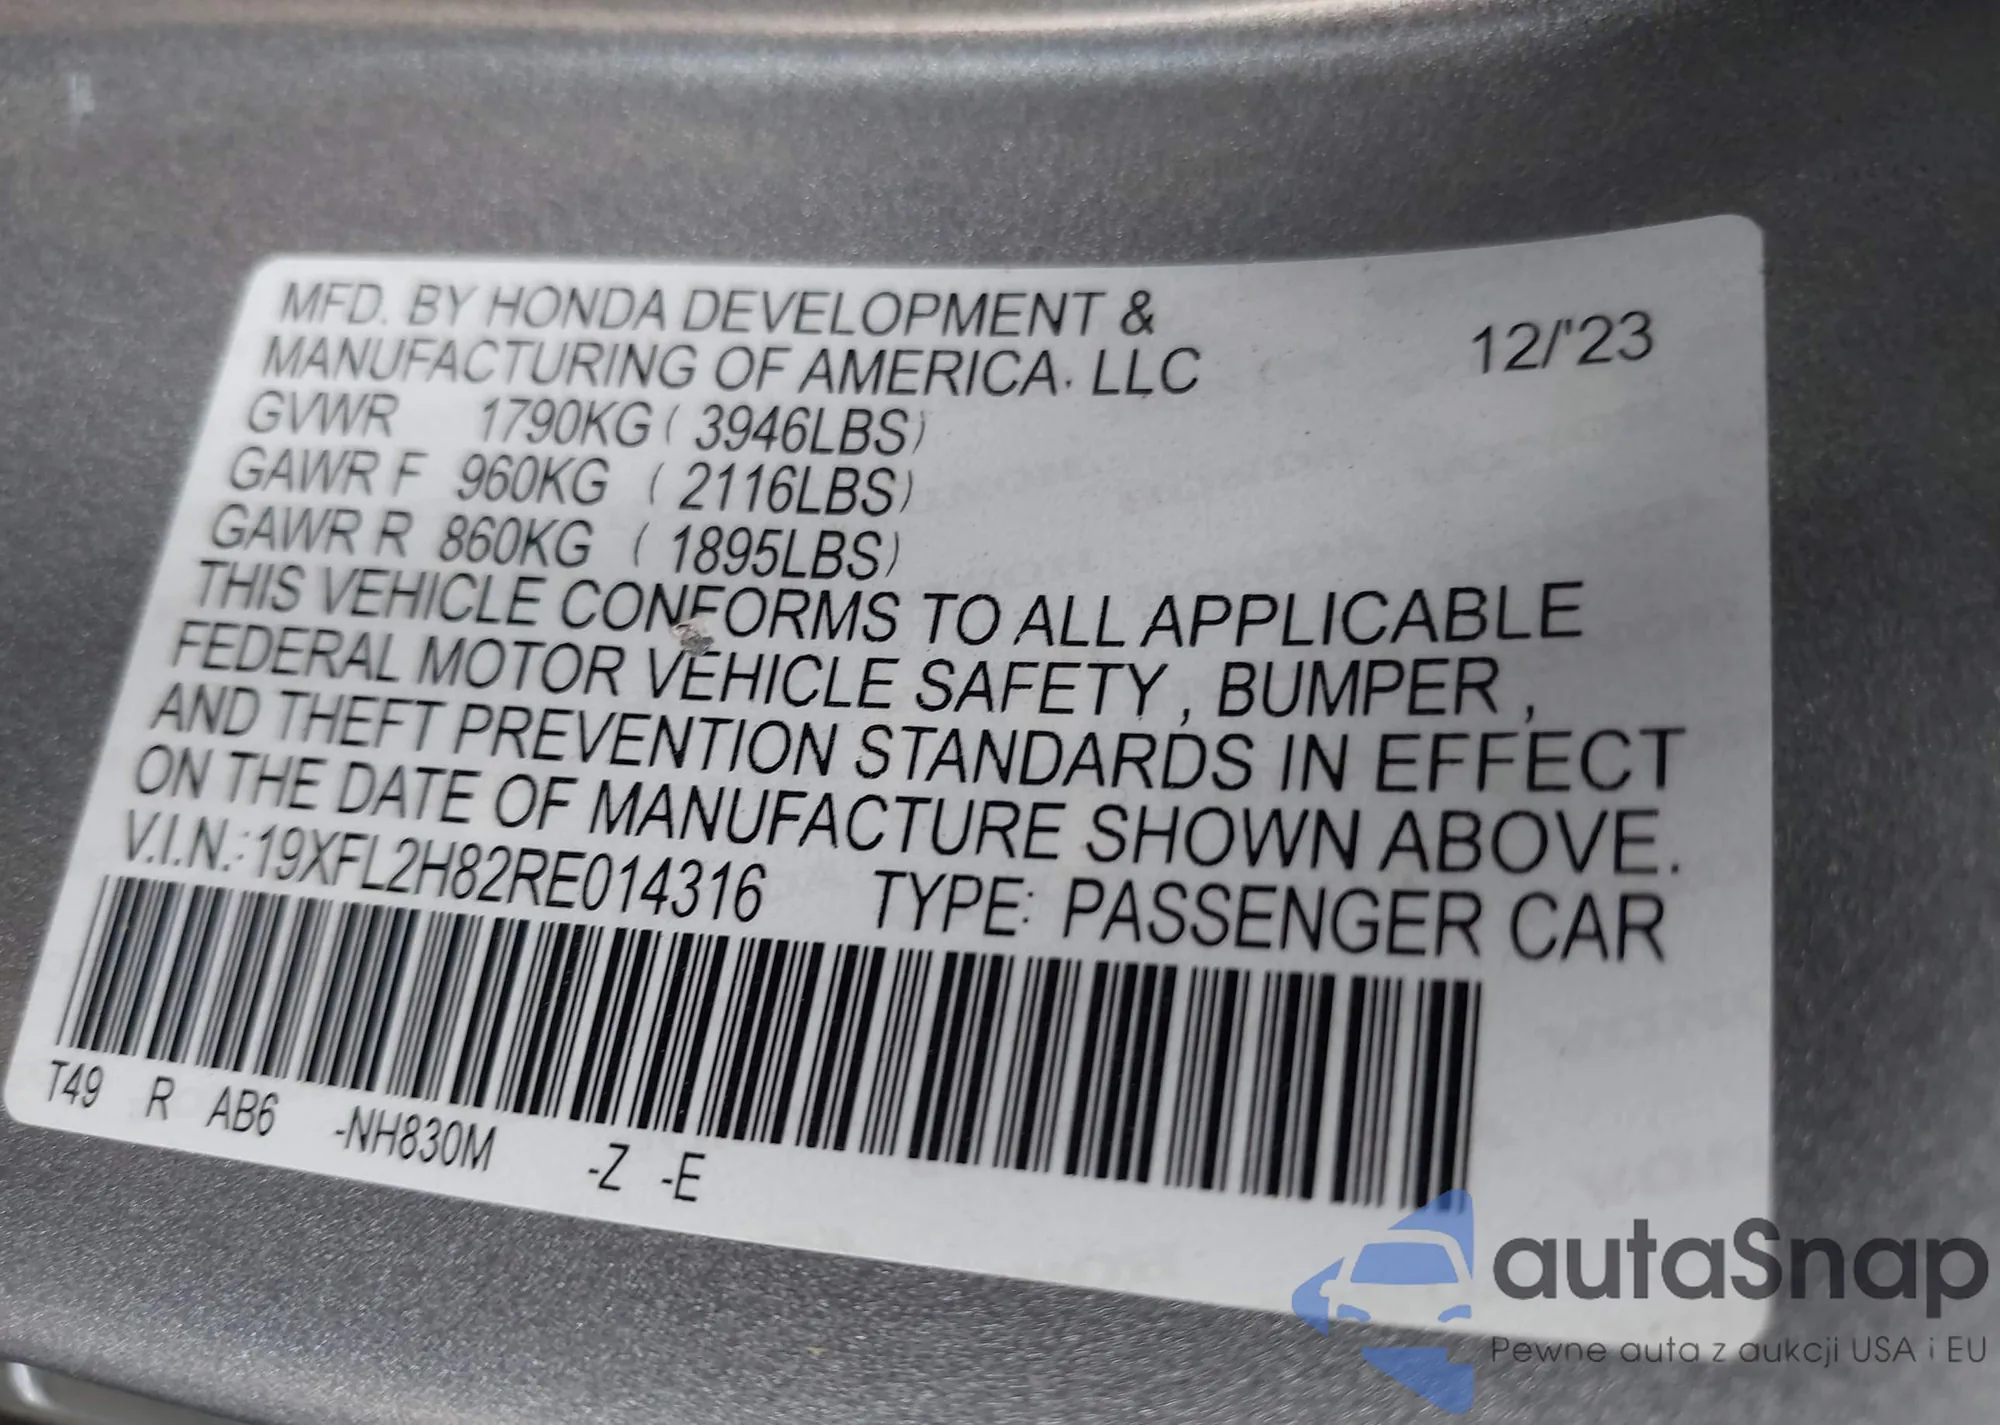 MFD. BY HONDA DEVELOPMENT &
MANUFACTURING OF AMERICA. LLC
12/'23
GVWR 1790KG ( 3946LBS)
GAWR F 960KG ( 2116LBS)
GAWR R 860KG ( 1895LBS)
THIS VEHICLE CONFORMS TO ALL APPLICABLE
FEDERAL MOTOR VEHICLE SAFETY , BUMPER ,
AND THEFT PREVENTION STANDARDS IN EFFECT
ON THE DATE OF MANUFACTURE SHOWN ABOVE.
V.I.N.: 19XFL2H82RE014316 TYPE: PASSENGER CAR
T49 R AB6 -NH830M -Z -E
autaSnap
Pewne auta z aukcji USA i EU